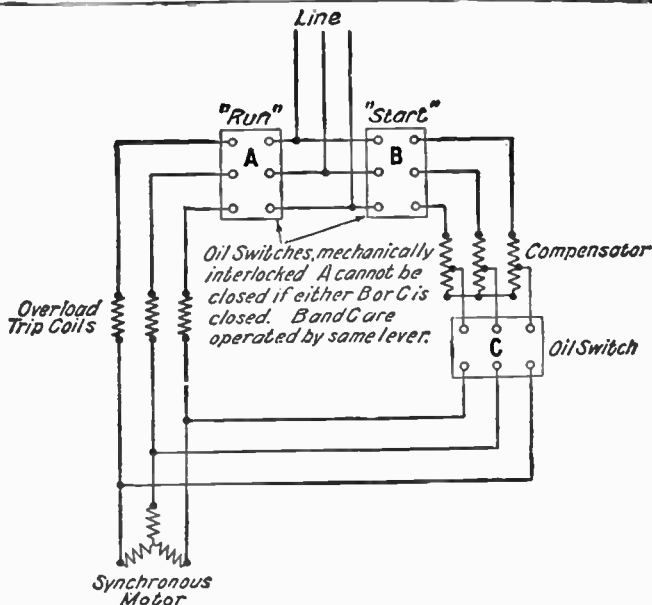 Line
"Run"
"Start"
A
B
Oil Switches, mechanically
interlocked A cannot be
closed if either B or C is
closed. B and C are
operated by same lever.
Compensator
Overload
Trip Coils
C
Oil Switch
Synchronous
Motor